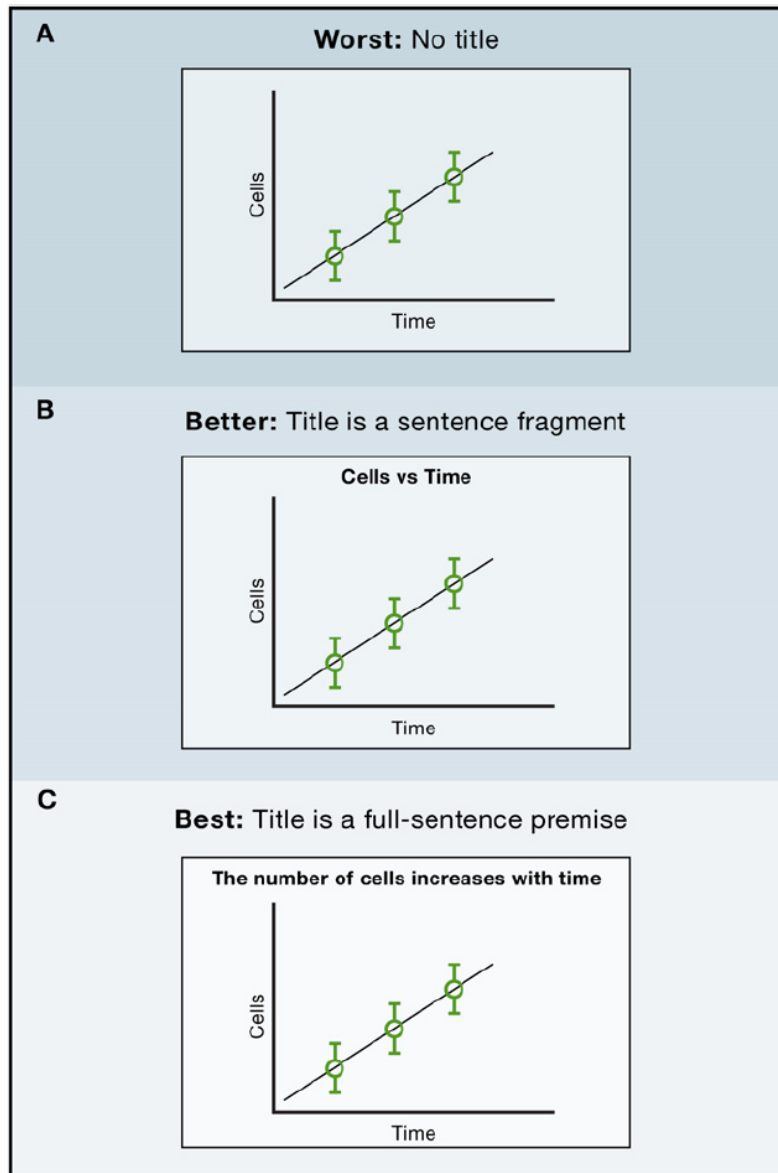 A
Worst: No title
Cells
Time
B
Better: Title is a sentence fragment
Cells vs Time
Cells
Time
C
Best: Title is a full-sentence premise
The number of cells increases with time
Cells
Time